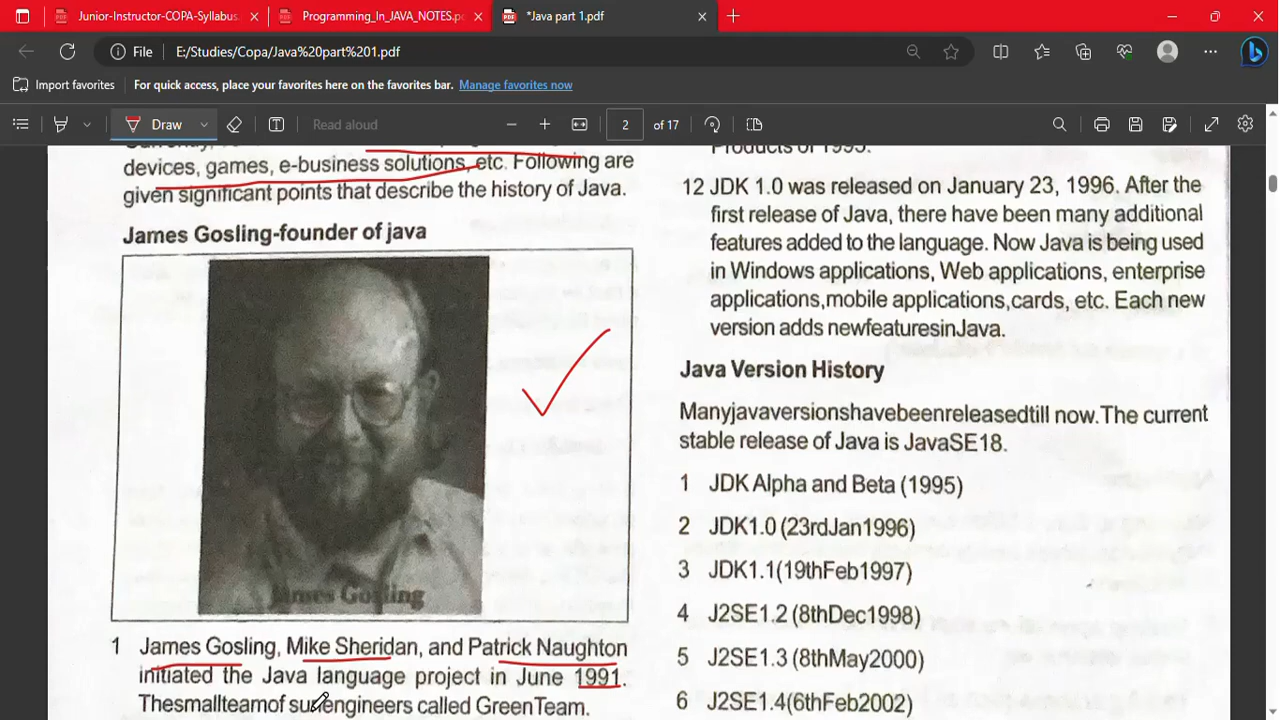 Junior-Instructor-COPA-Syllabus.
Programming_In_JAVA_NOTES.pd
*Java part 1.pdf
File E:/Studies/Copa/Java%20part%201.pdf
Import favorites For quick access, place your favorites here on the favorites bar. Manage favorites now
Draw Read aloud 2 of 17
devices, games, e-business solutions, etc. Following are
given significant points that describe the history of Java.
James Gosling-founder of java
James Gosling
1 James Gosling, Mike Sheridan, and Patrick Naughton
initiated the Java language project in June 1991.
Thesmallteamof sun engineers called GreenTeam.
Products of 1995.
12 JDK 1.0 was released on January 23, 1996. After the
first release of Java, there have been many additional
features added to the language. Now Java is being used
in Windows applications, Web applications, enterprise
applications,mobile applications,cards, etc. Each new
version adds newfeaturesinJava.
Java Version History
Manyjavaversionshavebeenreleasedtill now.The current
stable release of Java is JavaSE18.
1 JDK Alpha and Beta (1995)
2 JDK1.0 (23rdJan1996)
3 JDK1.1(19thFeb1997)
4 J2SE1.2 (8thDec1998)
5 J2SE1.3 (8thMay2000)
6 J2SE1.4(6thFeb2002)